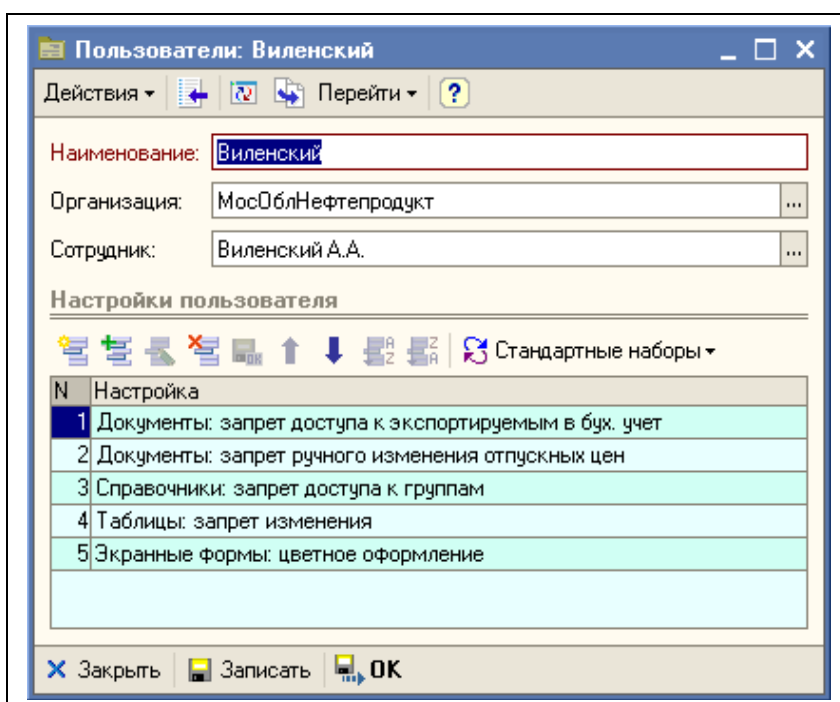 Пользователи: Виленский
Действия Перейти ?
Наименование: Виленский
Организация: МосОблНефтепродукт ...
Сотрудник: Виленский А.А. ...
Настройки пользователя
Стандартные наборы
N Настройка
1 Документы: запрет доступа к экспортируемым в бух. учет
2 Документы: запрет ручного изменения отпускных цен
3 Справочники: запрет доступа к группам
4 Таблицы: запрет изменения
5 Экранные формы: цветное оформление
Закрыть Записать OK